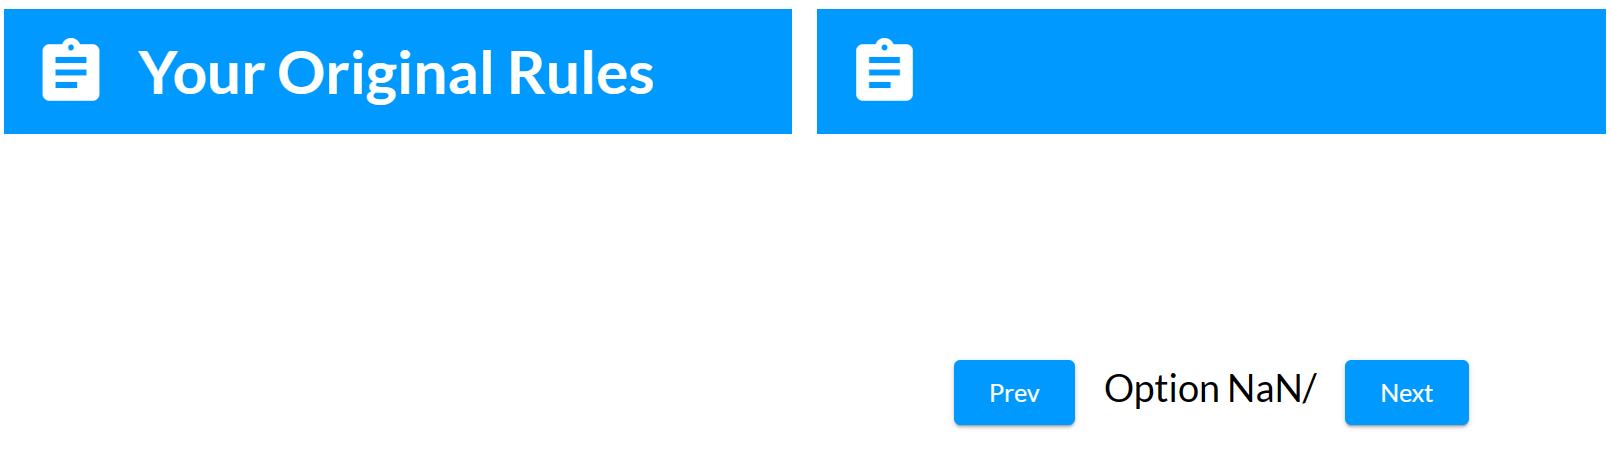 Your Original Rules
Prev
Option NaN/
Next